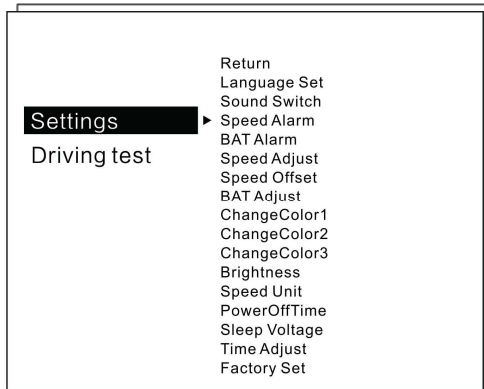 Settings
Driving test
Return
Language Set
Sound Switch
Speed Alarm
BAT Alarm
Speed Adjust
Speed Offset
BAT Adjust
ChangeColor1
ChangeColor2
ChangeColor3
Brightness
Speed Unit
PowerOffTime
Sleep Voltage
Time Adjust
Factory Set